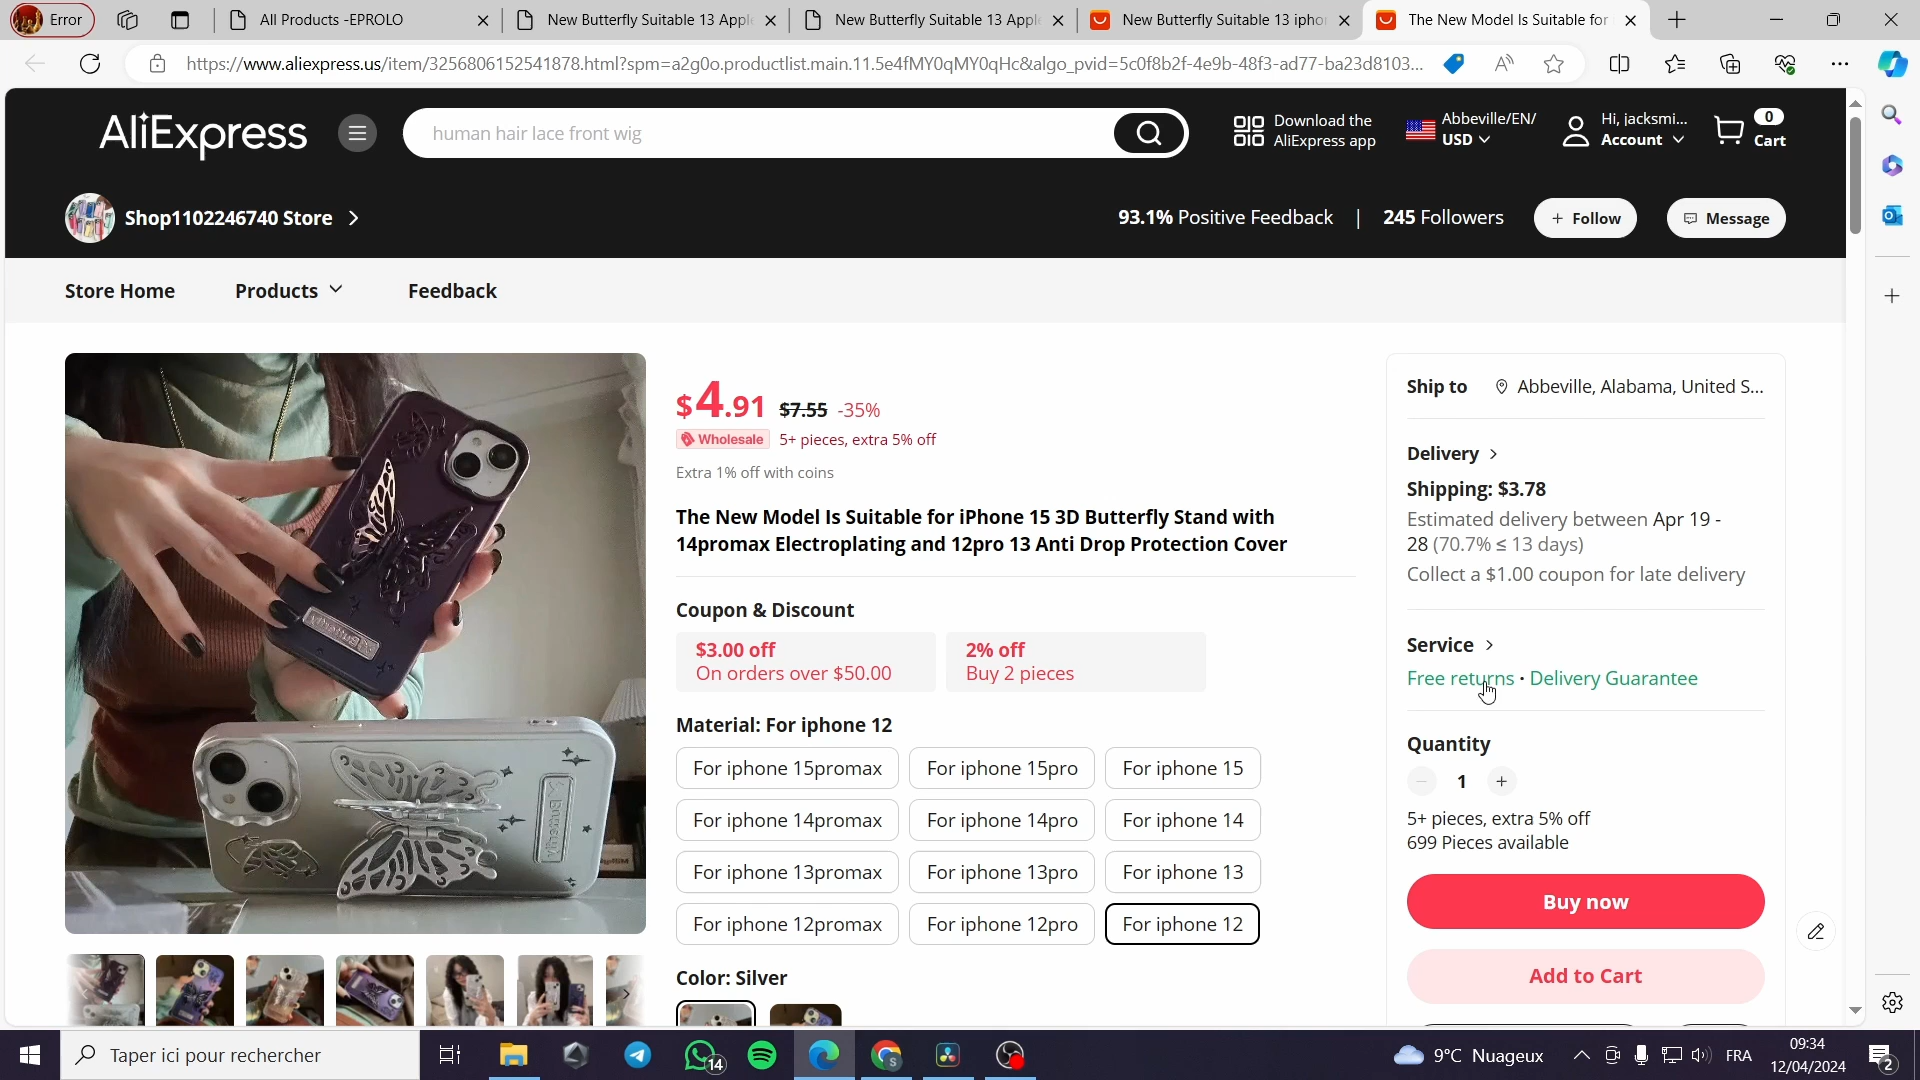 Error
All Products -EPROLO
New Butterfly Suitable 13 Apple
New Butterfly Suitable 13 Apple
New Butterfly Suitable 13 iphon
The New Model Is Suitable for
https://www.aliexpress.us/item/3256806152541878.html?spm=a2g0o.productlist.main.11.5e4fMY0qMY0qHc&algo_pvid=5c0f8b2f-4e9b-48f3-ad77-ba23d8103...
AliExpress
human hair lace front wig
Download the
AliExpress app
Abbeville/EN/
USD
Hi, jacksmi...
Account
0
Cart
Shop1102246740 Store
93.1% Positive Feedback | 245 Followers
+ Follow
Message
Store Home
Products
Feedback
$4.91 $7.55 -35%
Wholesale 5+ pieces, extra 5% off
Extra 1% off with coins
The New Model Is Suitable for iPhone 15 3D Butterfly Stand with
14promax Electroplating and 12pro 13 Anti Drop Protection Cover
Coupon & Discount
$3.00 off
On orders over $50.00
2% off
Buy 2 pieces
Material: For iphone 12
For iphone 15promax
For iphone 15pro
For iphone 15
For iphone 14promax
For iphone 14pro
For iphone 14
For iphone 13promax
For iphone 13pro
For iphone 13
For iphone 12promax
For iphone 12pro
For iphone 12
Color: Silver
Ship to
Abbeville, Alabama, United S...
Delivery
Shipping: $3.78
Estimated delivery between Apr 19 -
28 (70.7% ≤ 13 days)
Collect a $1.00 coupon for late delivery
Service
Free returns · Delivery Guarantee
Quantity
1
5+ pieces, extra 5% off
699 Pieces available
Buy now
Add to Cart
Taper ici pour rechercher
14
9°C Nuageux
FRA
09:34
12/04/2024
2